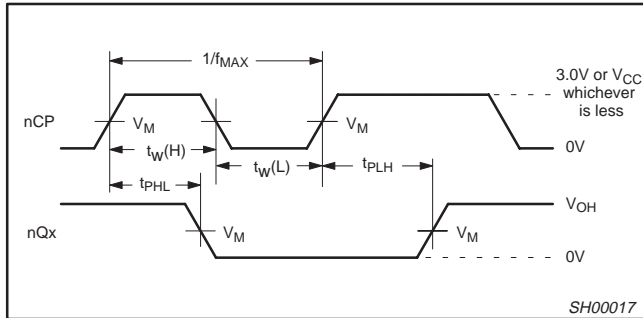 1/fMAX
3.0V or VCC
whichever
is less
nCP
VM
VM
0V
tW(H)
tW(L)
tPLH
tPHL
VOH
nQx
VM
VM
0V
SH00017